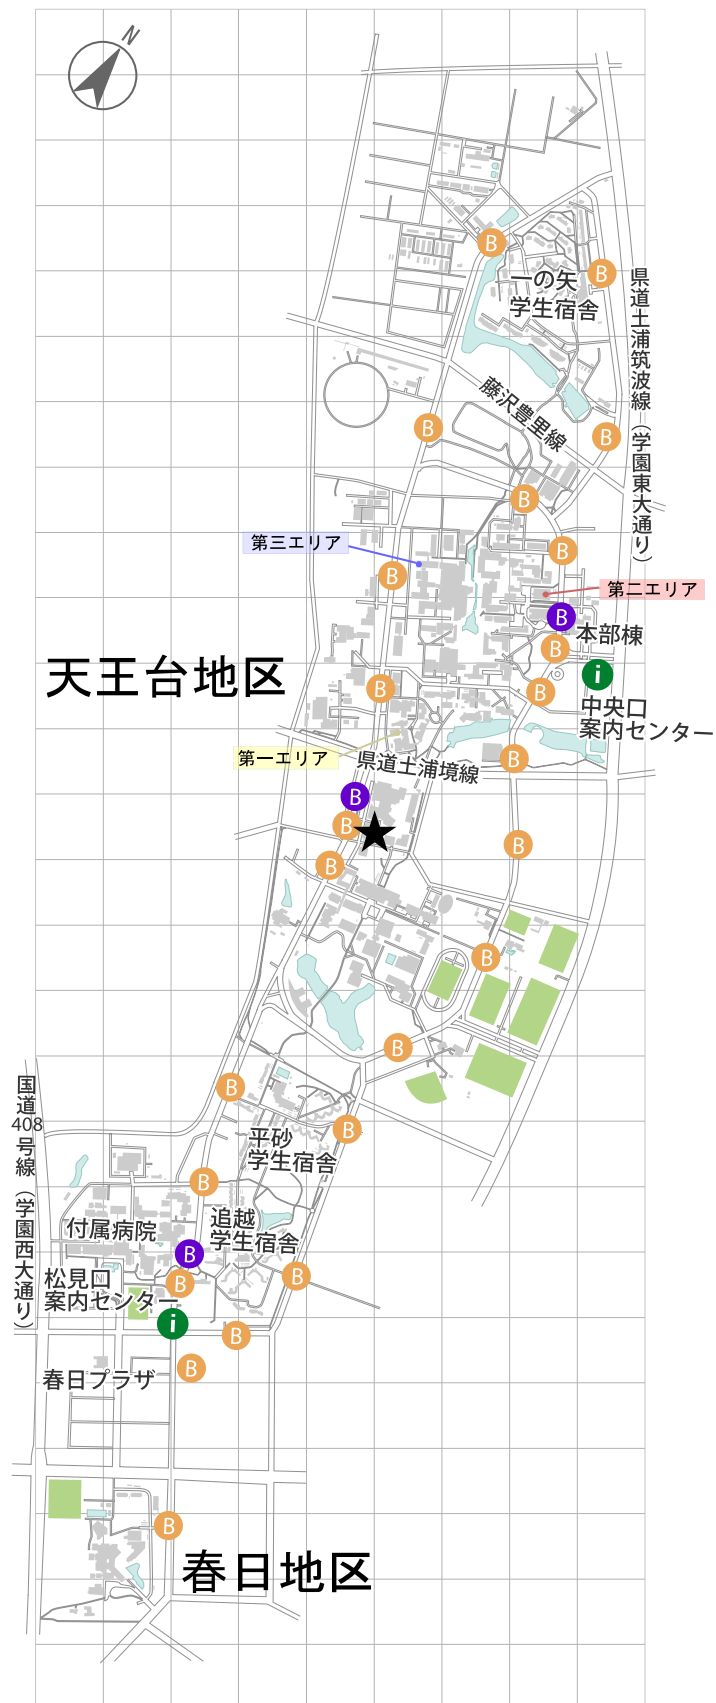 N
B
B
一の矢
学生宿舎
県道土浦筑波線(学園東大通り)
藤沢豊里線
B
B
B
第三エリア
B
B
第二エリア
B
本部棟
B
i
天王台地区
B
B
中央口
案内センター
第一エリア
B
県道土浦境線
B
B
B
B
B
B
国道
408
号線
(学園西大通り)
B
B
平砂
学生宿舎
B
付属病院
追越
学生宿舎
B
松見口
案内センター
B
B
i
B
春日プラザ
B
B
春日地区